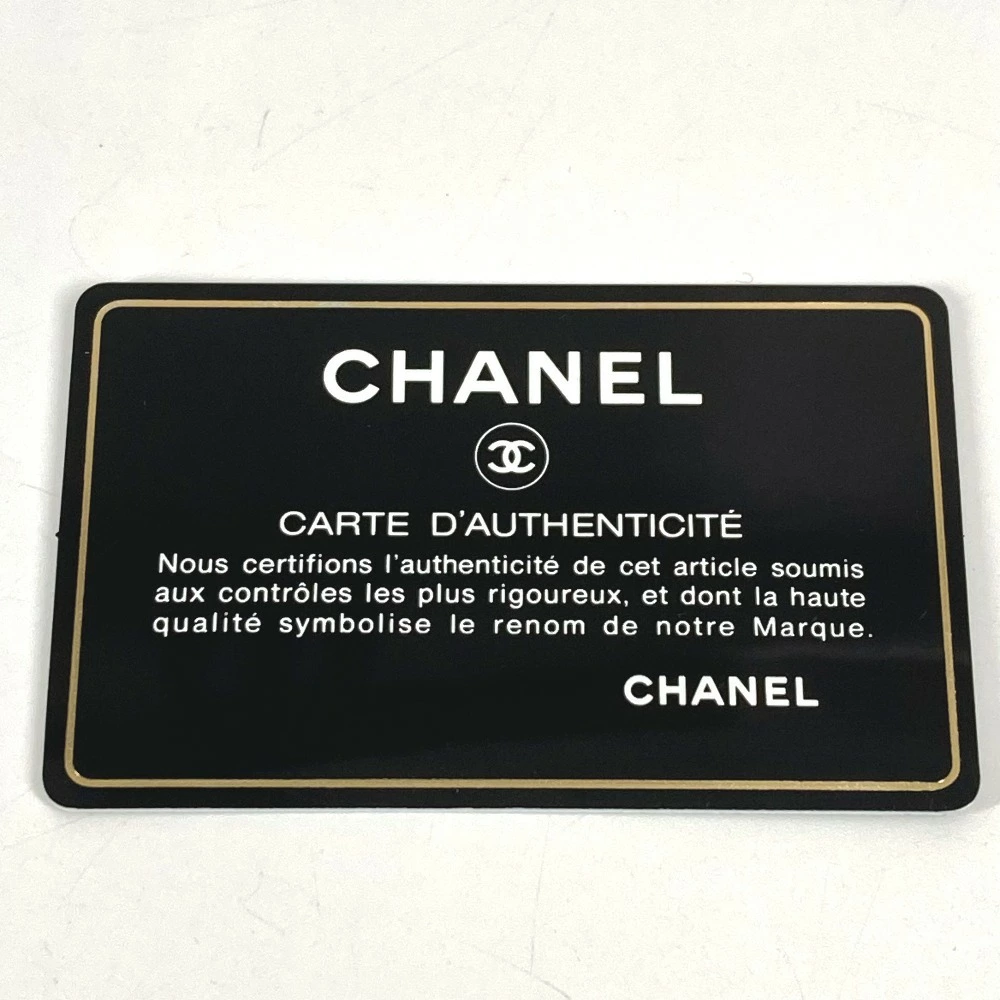 CHANEL
CARTE D'AUTHENTICITÉ
Nous certifions l'authenticité de cet article soumis
aux contrôles les plus rigoureux, et dont la haute
qualité symbolise le renom de notre Marque.
CHANEL